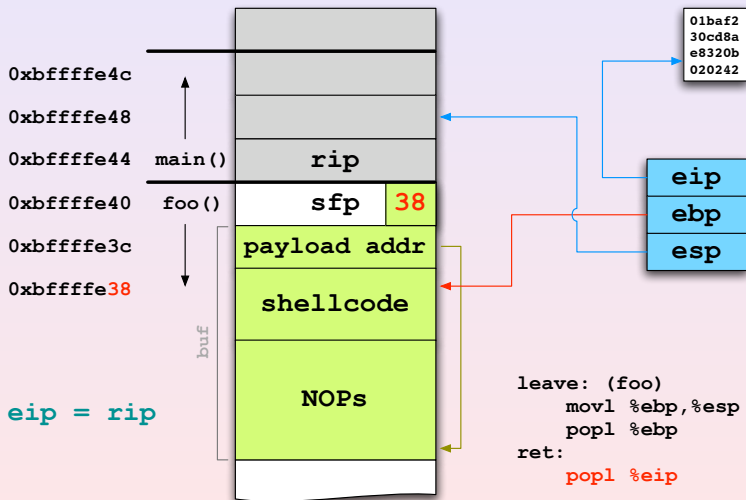 01baf2
30cd8a
e8320b
020242
0xbffffe4c
0xbffffe48
0xbffffe44 main() rip
eip
0xbffffe40 foo() sfp 38
ebp
0xbffffe3c payload addr
esp
0xbffffe38
shellcode
buf
leave: (foo)
NOPs
movl %ebp,%esp
eip = rip
popl %ebp
ret:
popl %eip